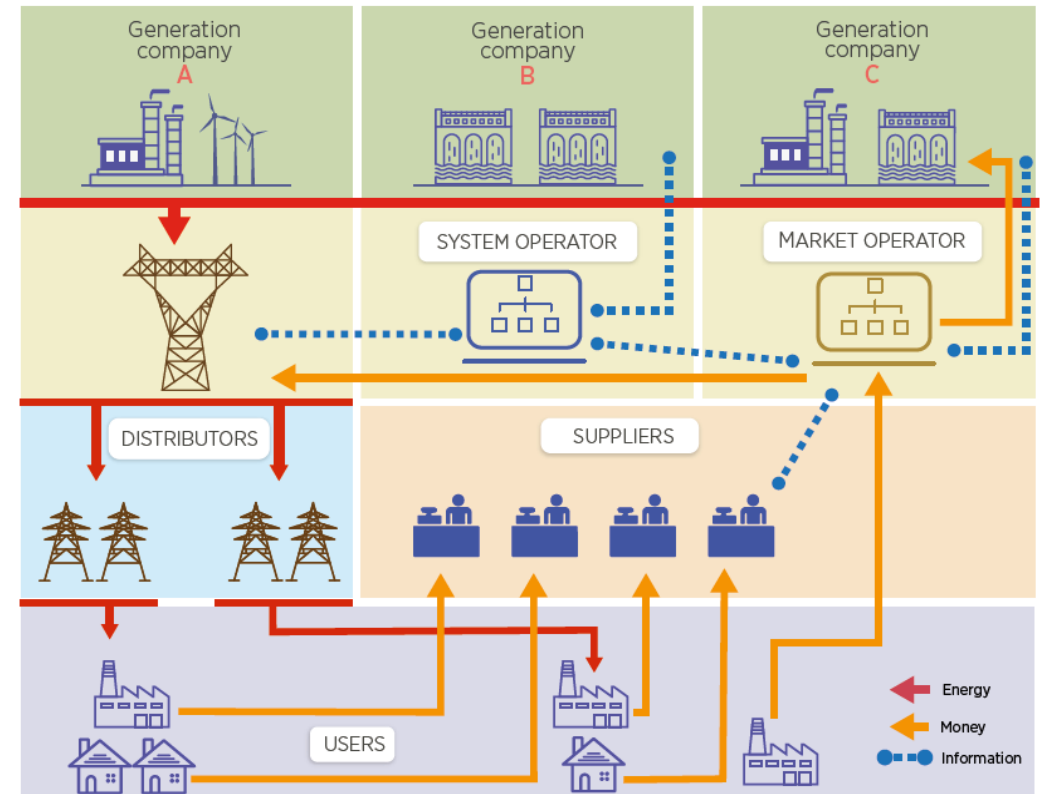 Generation
company
A
Generation
company
B
Generation
company
C
SYSTEM OPERATOR
MARKET OPERATOR
DISTRIBUTORS
SUPPLIERS
USERS
Energy
Money
Information